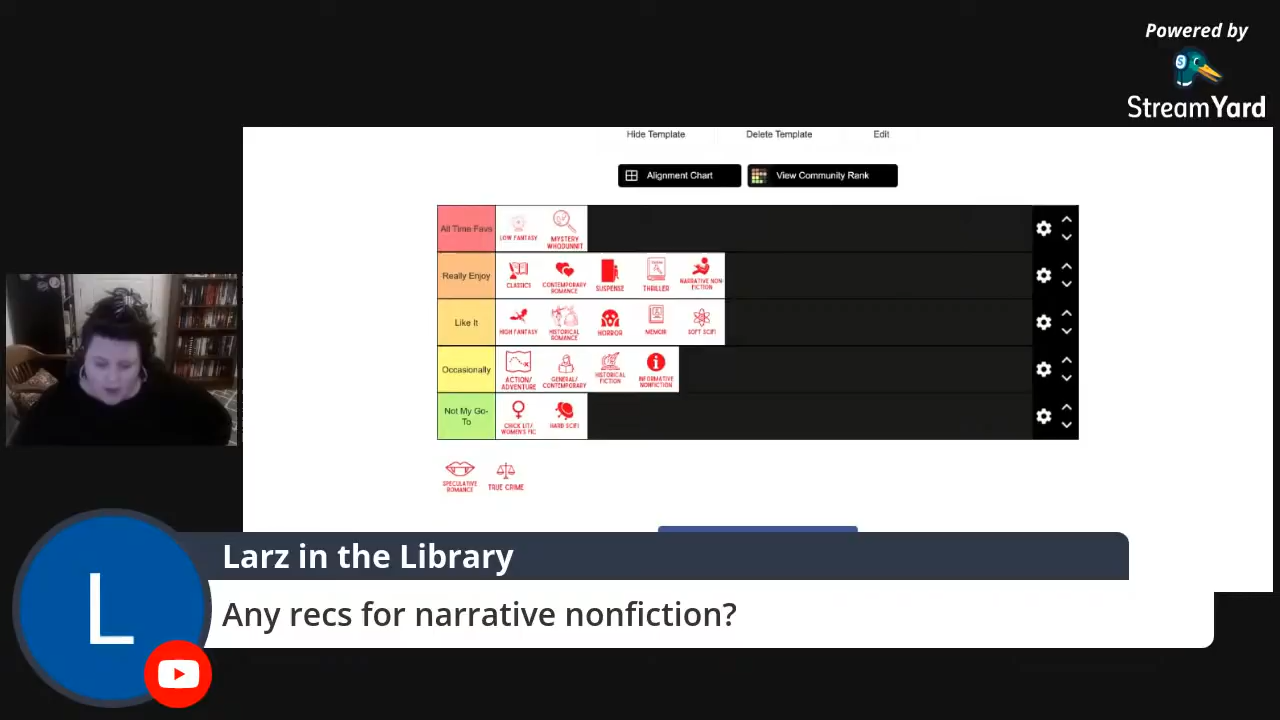 Powered by
StreamYard
Hide Template
Delete Template
Edit
Alignment Chart
View Community Rank
All Time Favs
LOW FANTASY
MYSTERY
WHODUNNIT
Really Enjoy
CLASSICS
CONTEMPORARY
ROMANCE
SUSPENSE
THRILLER
NARRATIVE NON
FICTION
Like It
HIGH FANTASY
HISTORICAL
ROMANCE
HORROR
MEMOIR
SOFT SCIFI
Occasionally
ACTION/
ADVENTURE
GENERAL/
CONTEMPORARY
HISTORICAL
FICTION
INFORMATIVE
NONFICTION
Not My Go-
To
CHICK LIT/
WOMEN'S FIC
HARD SCIFI
SPECULATIVE
ROMANCE
TRUE CRIME
L
Larz in the Library
Any recs for narrative nonfiction?